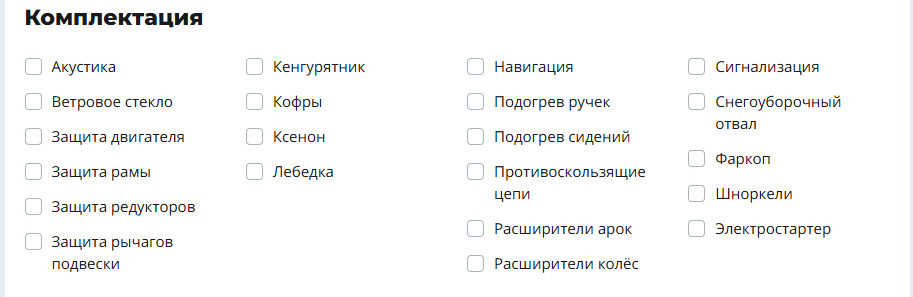 Комплектация
Акустика
Ветровое стекло
Защита двигателя
Защита рамы
Защита редукторов
Защита рычагов
подвески
Кенгурятник
Кофры
Ксенон
Лебедка
Навигация
Подогрев ручек
Подогрев сидений
Противоскользящие
цепи
Расширители арок
Расширители колёс
Сигнализация
Снегоуборочный
отвал
Фаркоп
Шноркели
Электростартер